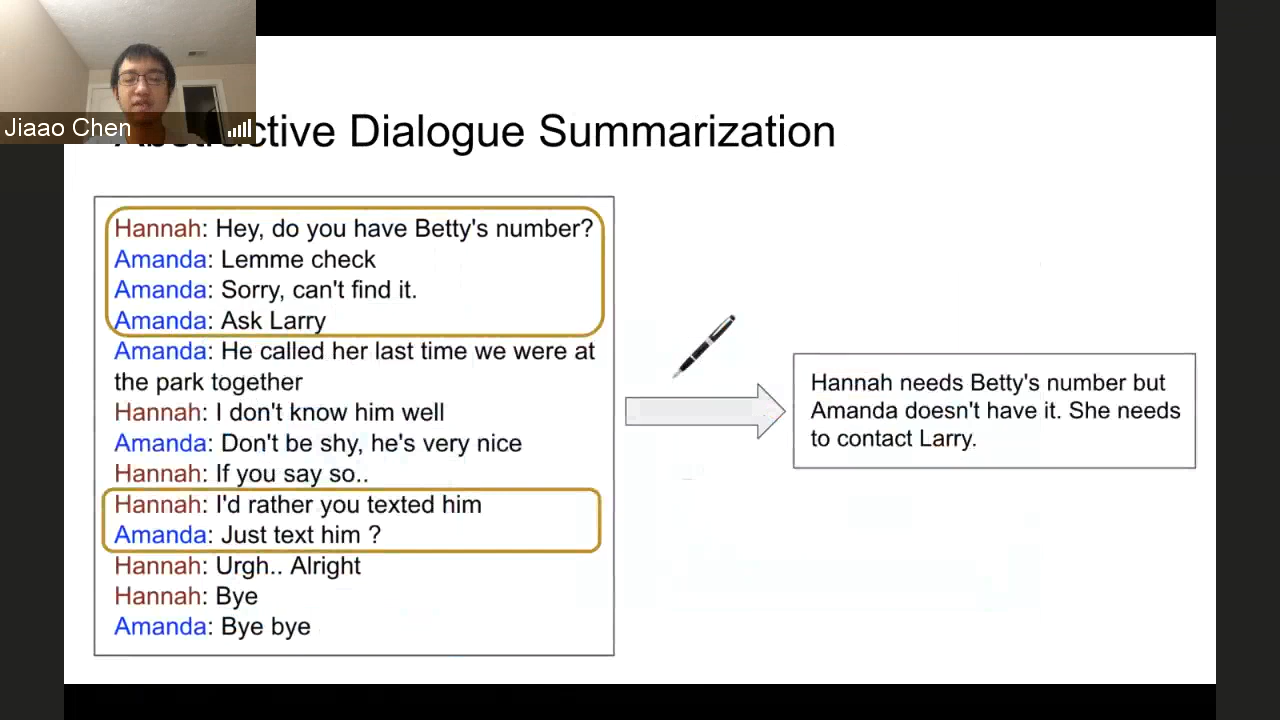 Jiaao Chen
Abstractive Dialogue Summarization
Hannah: Hey, do you have Betty's number?
Amanda: Lemme check
Amanda: Sorry, can't find it.
Amanda: Ask Larry
Amanda: He called her last time we were at
the park together
Hannah: I don't know him well
Amanda: Don't be shy, he's very nice
Hannah: If you say so..
Hannah: I'd rather you texted him
Amanda: Just text him ?
Hannah: Urgh.. Alright
Hannah: Bye
Amanda: Bye bye
Hannah needs Betty's number but
Amanda doesn't have it. She needs
to contact Larry.